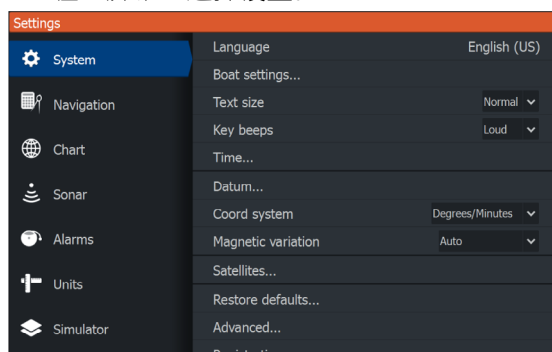 Settings
System
Navigation
Chart
Sonar
Alarms
Units
Simulator
Language English (US)
Boat settings...
Text size Normal
Key beeps Loud
Time...
Datum...
Coord system Degrees/Minutes
Magnetic variation Auto
Satellites...
Restore defaults...
Advanced...